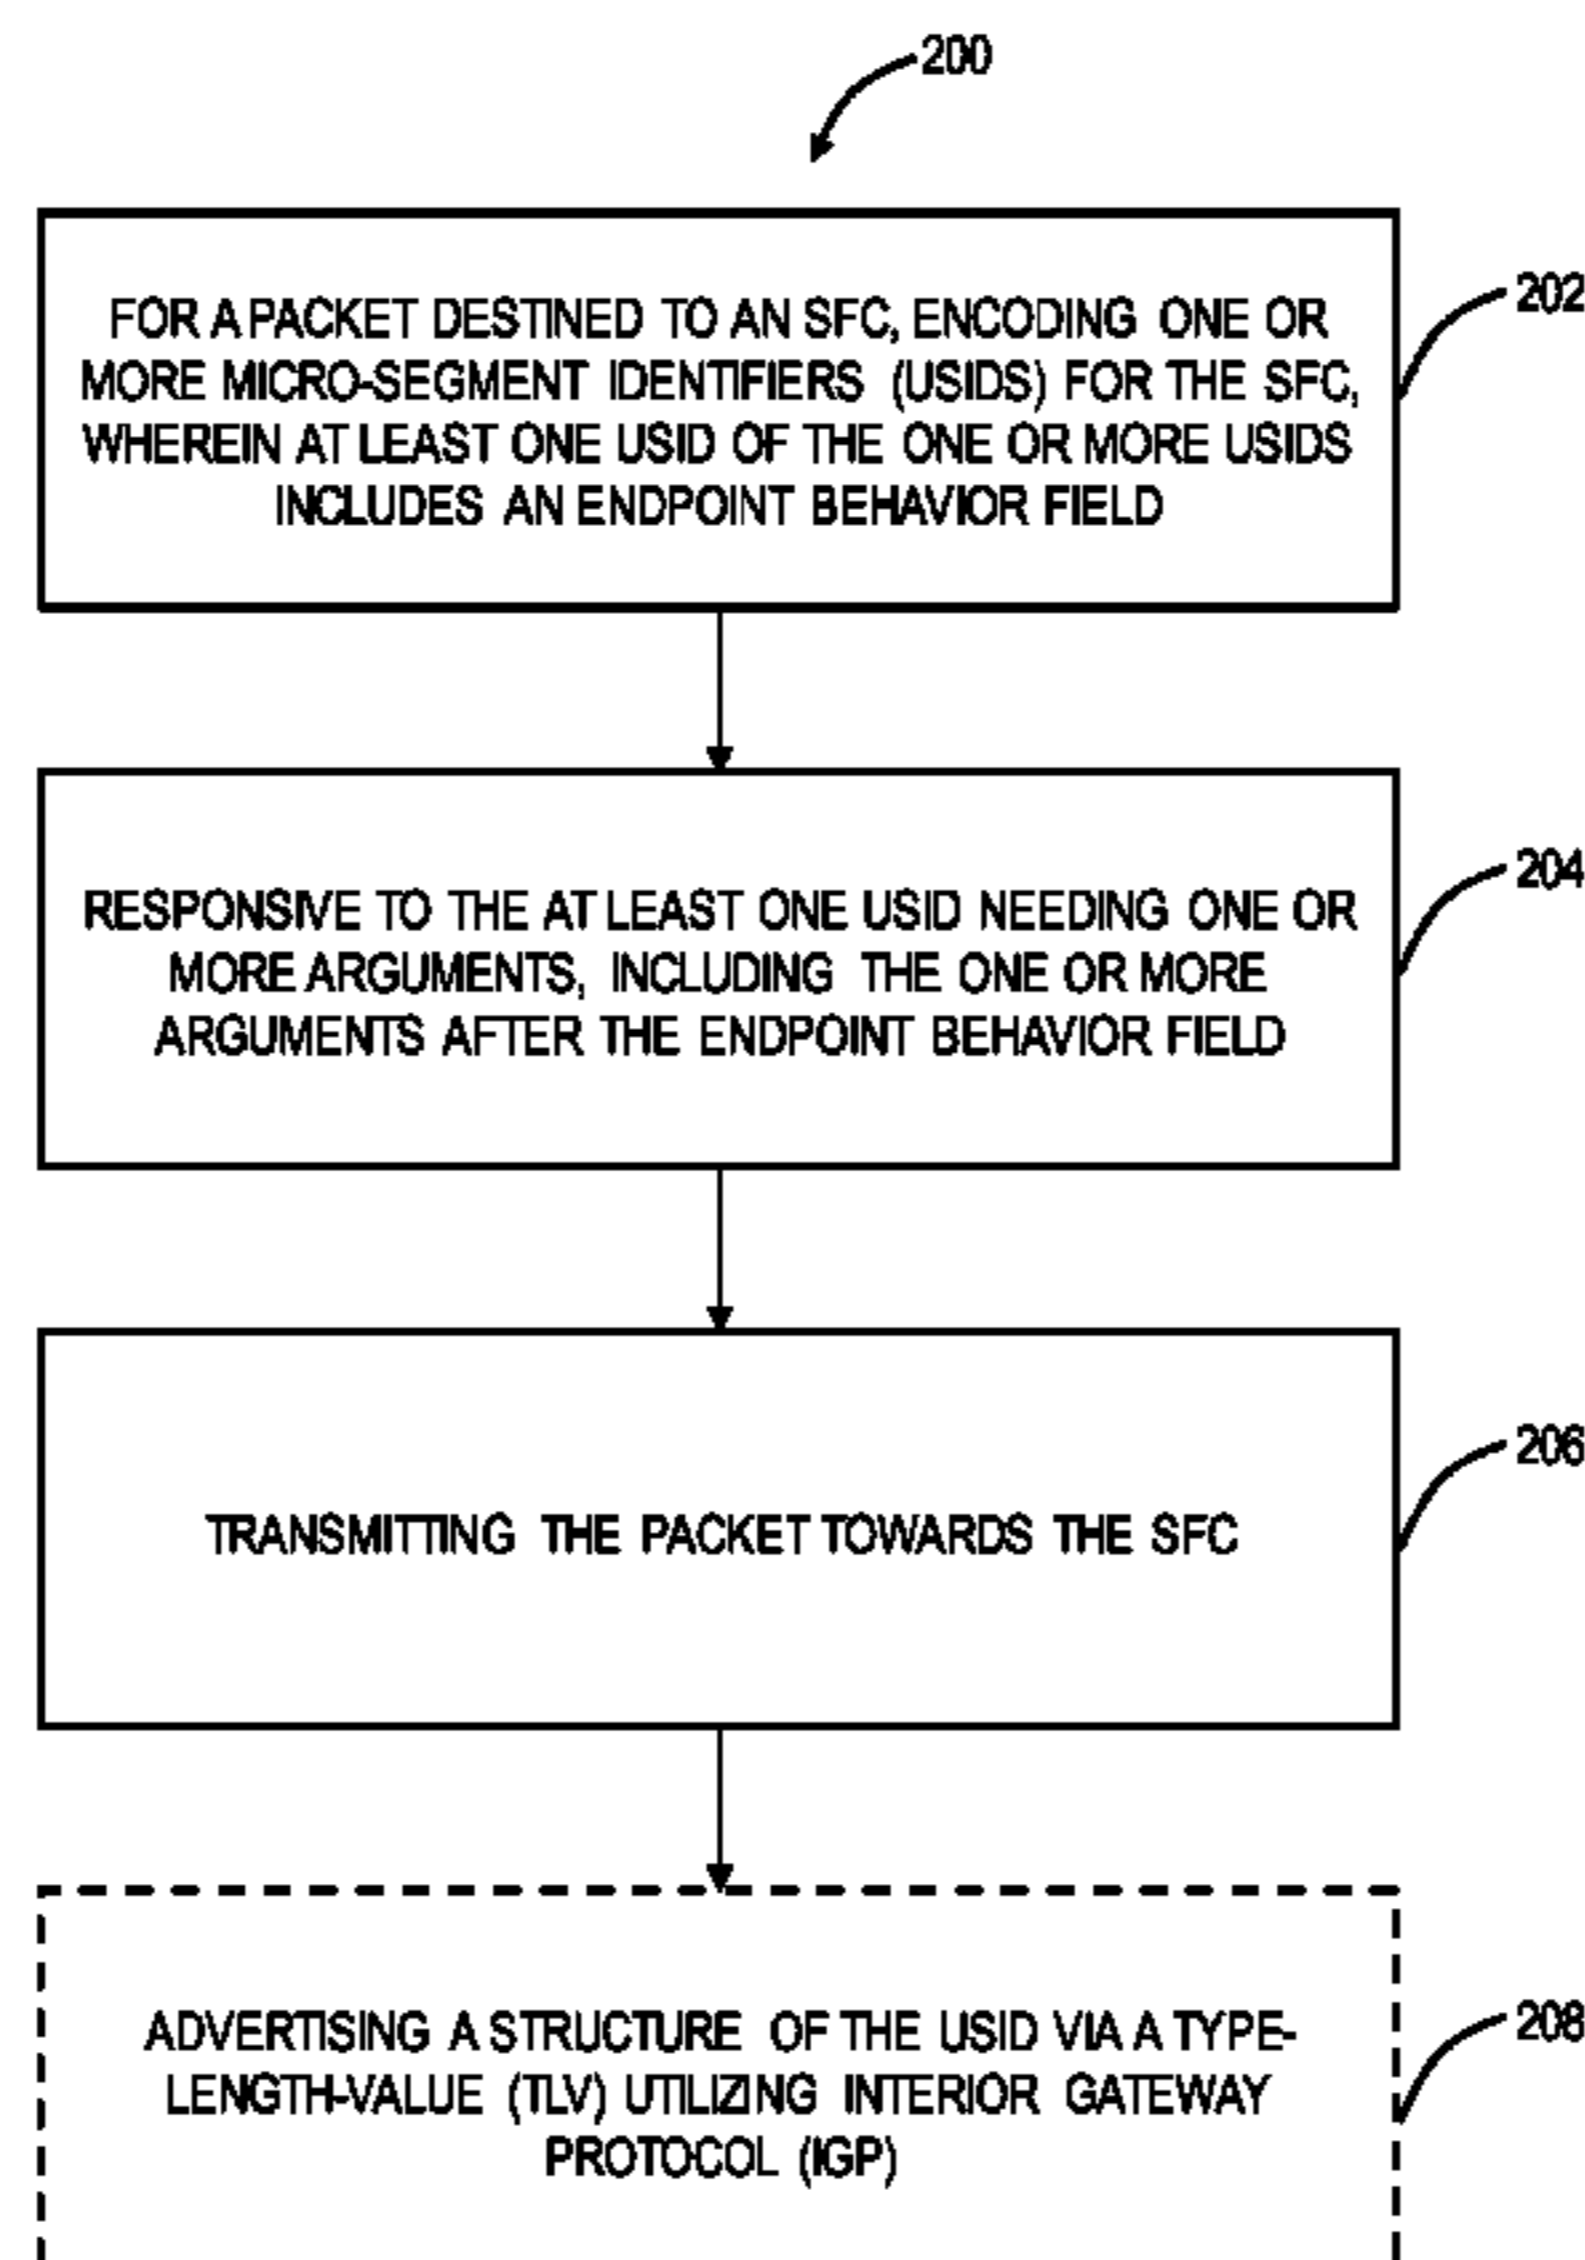 200
FOR A PACKET DESTINED TO AN SFC, ENCODING ONE OR
MORE MICRO-SEGMENT IDENTIFIERS (USIDS) FOR THE SFC,
WHEREIN AT LEAST ONE USID OF THE ONE OR MORE USIDS
INCLUDES AN ENDPOINT BEHAVIOR FIELD
202
RESPONSIVE TO THE AT LEAST ONE USID NEEDING ONE OR
MORE ARGUMENTS, INCLUDING THE ONE OR MORE
ARGUMENTS AFTER THE ENDPOINT BEHAVIOR FIELD
204
TRANSMITTING THE PACKET TOWARDS THE SFC
206
ADVERTISING A STRUCTURE OF THE USID VIA A TYPE-
LENGTH-VALUE (TLV) UTILIZING INTERIOR GATEWAY
PROTOCOL (IGP)
208